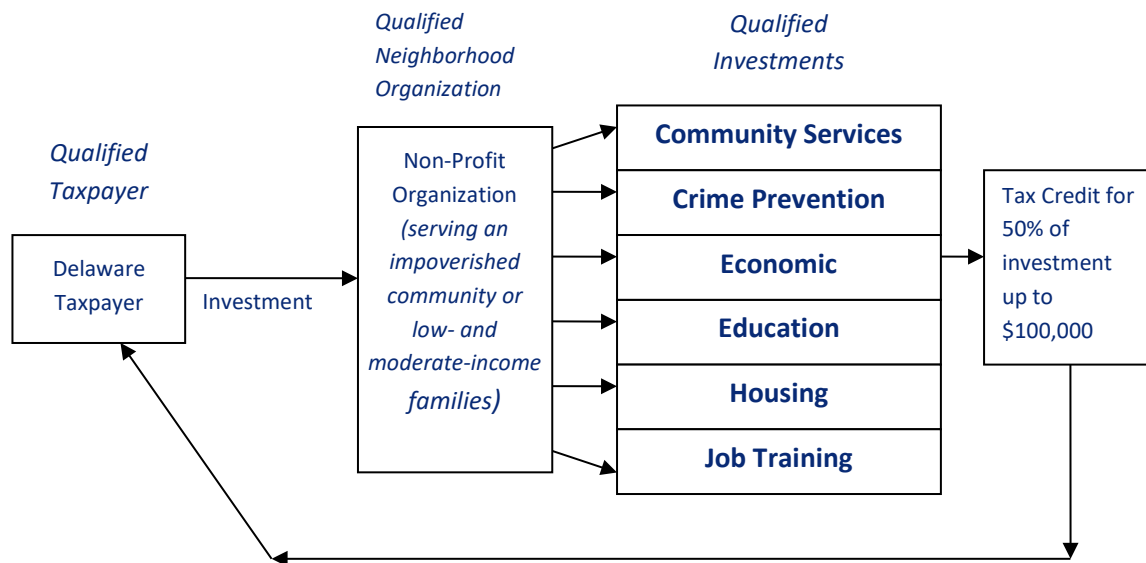 Qualified
Neighborhood
Organization
Qualified
Investments
Qualified
Taxpayer
Delaware
Taxpayer
Investment
Non-Profit
Organization
(serving an
impoverished
community or
low- and
moderate-income
families)
Community Services
Crime Prevention
Economic
Education
Housing
Job Training
Tax Credit for
50% of
investment
up to
$100,000